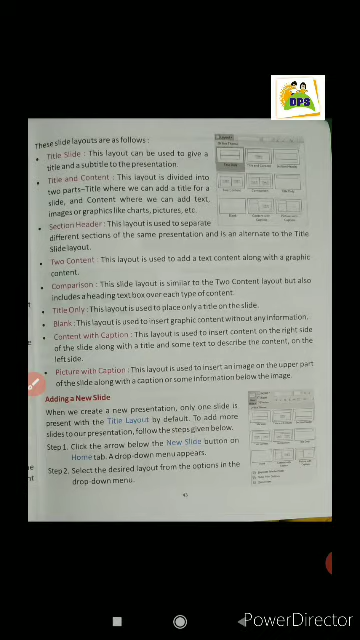 DPS
These slide layouts are as follows :
• Title Slide : This layout can be used to give a
title and a subtitle to the presentation.
• Title and Content : This layout is divided into
two parts–Title where we can add a title for a
slide, and Content where we can add text,
images or graphics like charts, pictures, etc.
• Section Header : This layout is used to separate
different sections of the same presentation and is an alternate to the Title
Slide layout.
• Two Content : This layout is used to add a text content along with a graphic
content.
• Comparison : This slide layout is similar to the Two Content layout but also
includes a heading text box over each type of content.
• Title Only : This layout is used to place only a title on the slide.
• Blank : This layout is used to insert graphic content without any information.
• Content with Caption : This layout is used to insert content on the right side
of the slide along with a title and some text to describe the content, on the
left side.
• Picture with Caption : This layout is used to insert an image on the upper part
of the slide along with a caption or some information below the image.
Adding a New Slide
When we create a new presentation, only one slide is
present with the Title Layout by default. To add more
slides to our presentation, follow the steps given below.
Step 1. Click the arrow below the New Slide button on
Home tab. A drop-down menu appears.
Step 2. Select the desired layout from the options in the
drop-down menu.
PowerDirector